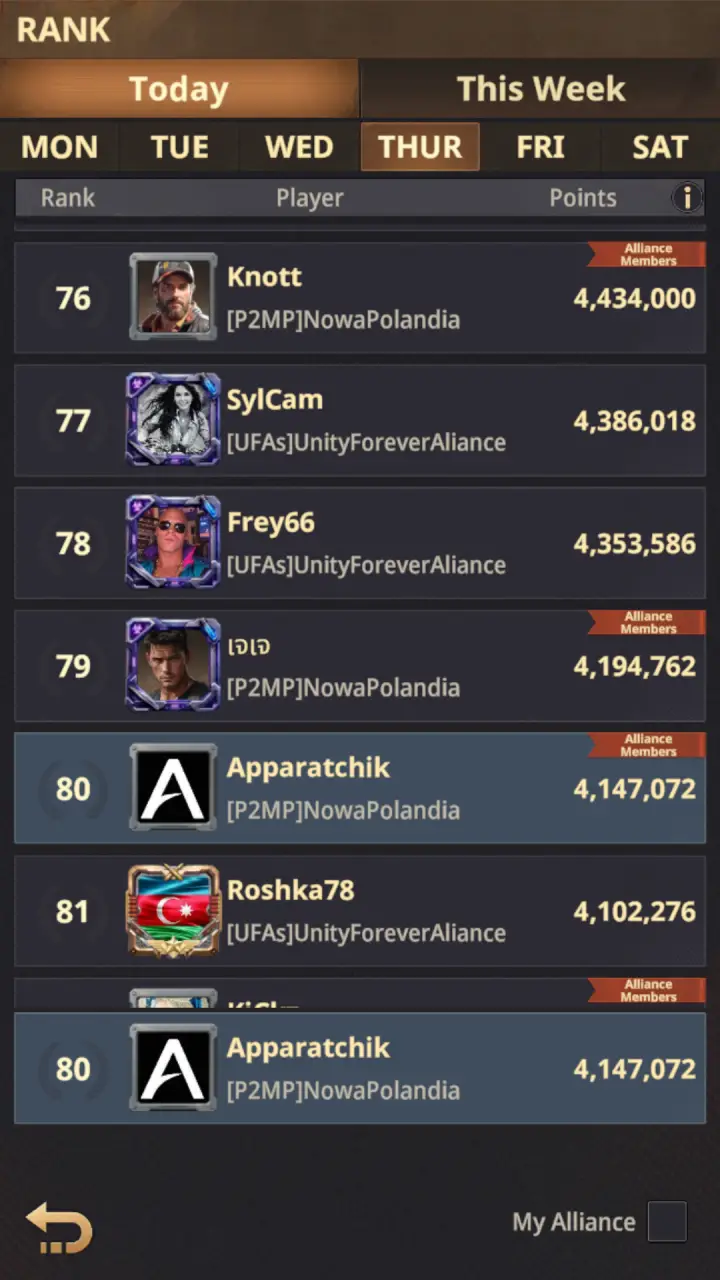 RANK
Today This Week
MON TUE WED THUR FRI SAT
Rank Player Points i
Alliance
Members
76 Knott 4,434,000
[P2MP]NowaPolandia
77 SylCam 4,386,018
[UFAs]UnityForeverAliance
78 Frey66 4,353,586
[UFAs]UnityForeverAliance
Alliance
Members
79 เจเจ 4,194,762
[P2MP]NowaPolandia
Alliance
Members
80 Apparatchik 4,147,072
[P2MP]NowaPolandia
81 Roshka78 4,102,276
[UFAs]UnityForeverAliance
Alliance
Members
80 Apparatchik 4,147,072
[P2MP]NowaPolandia
My Alliance